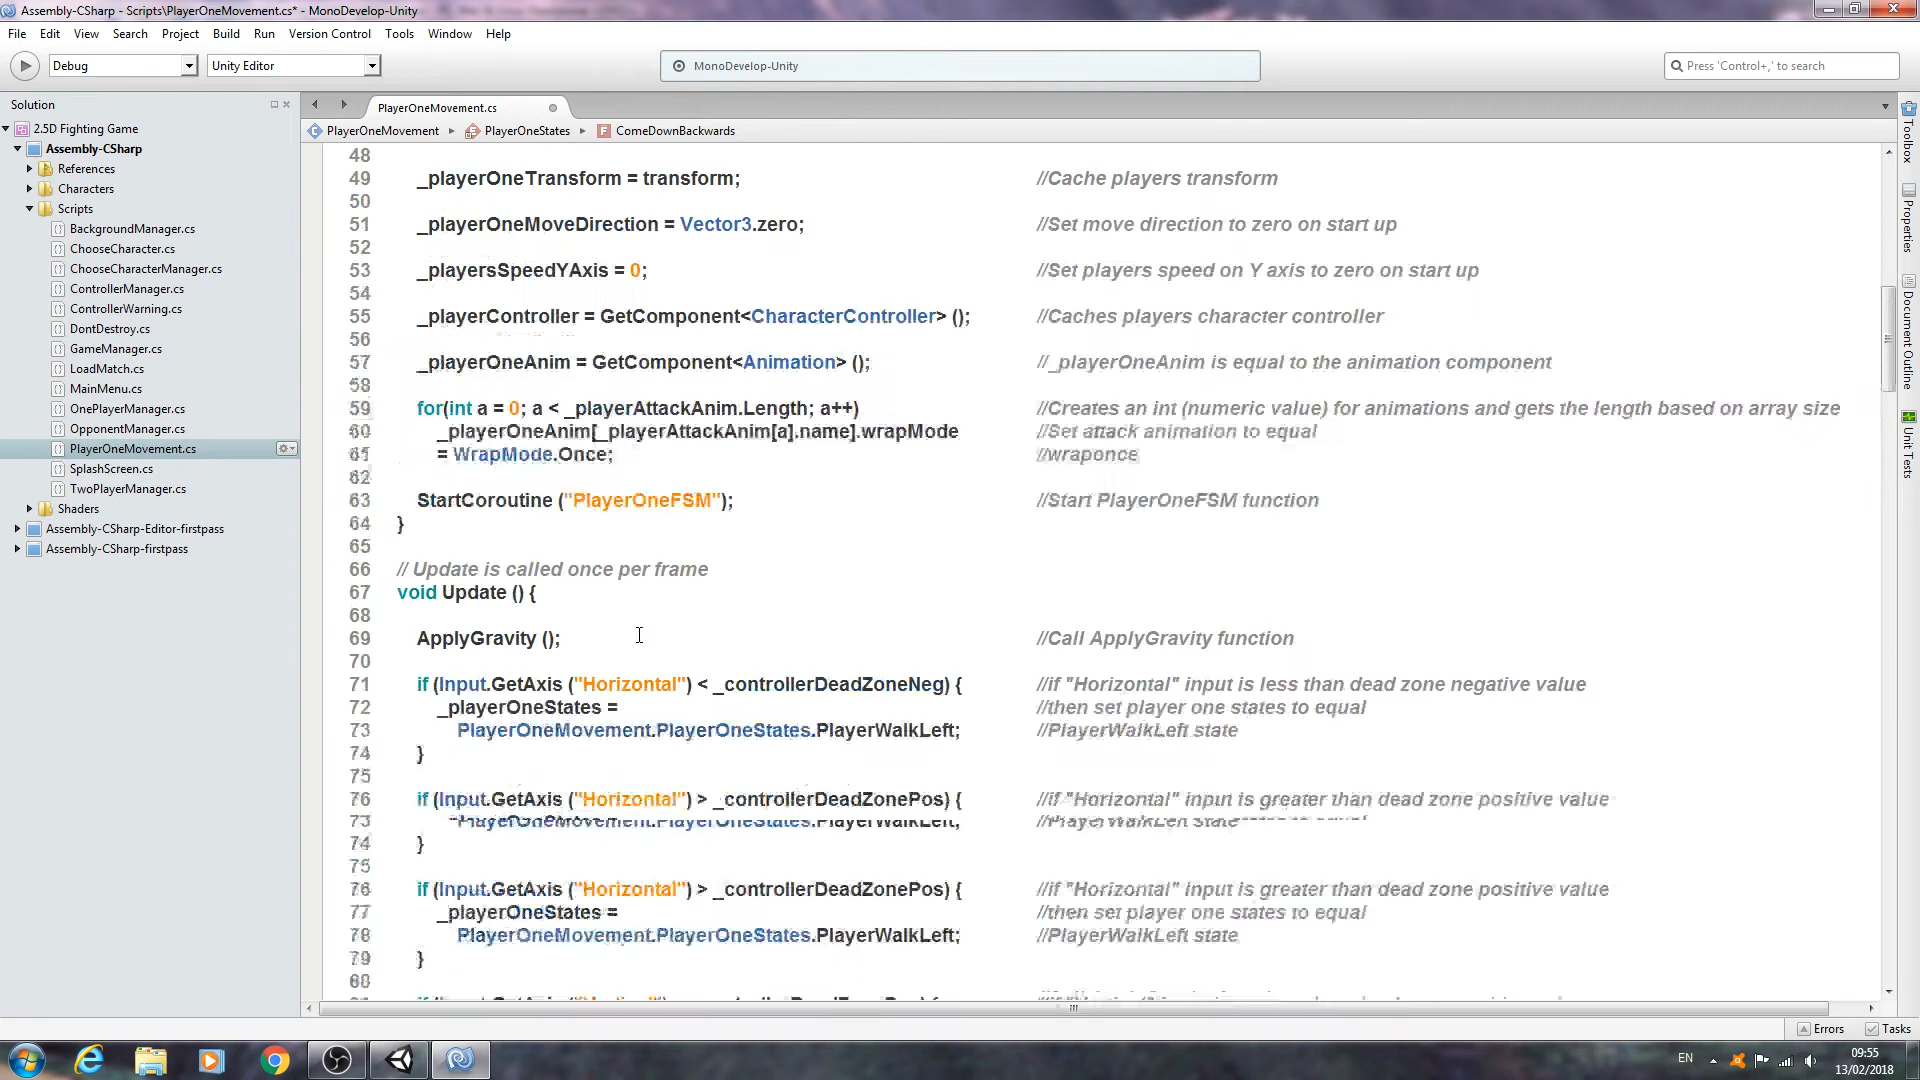 Assembly-CSharp - Scripts\PlayerOneMovement.cs* - MonoDevelop-Unity
File Edit View Search Project Build Run Version Control Tools Window Help
Debug Unity Editor MonoDevelop-Unity Press 'Control+,' to search
Solution
2.5D Fighting Game
Assembly-CSharp
References
Characters
Scripts
BackgroundManager.cs
ChooseCharacter.cs
ChooseCharacterManager.cs
ControllerManager.cs
ControllerWarning.cs
DontDestroy.cs
GameManager.cs
LoadMatch.cs
MainMenu.cs
OnePlayerManager.cs
OpponentManager.cs
PlayerOneMovement.cs
SplashScreen.cs
TwoPlayerManager.cs
Shaders
Assembly-CSharp-Editor-firstpass
Assembly-CSharp-firstpass
PlayerOneMovement.cs
PlayerOneMovement PlayerOneStates ComeDownBackwards
48
49 _playerOneTransform = transform; //Cache players transform
50
51 _playerOneMoveDirection = Vector3.zero; //Set move direction to zero on start up
52
53 _playersSpeedYAxis = 0; //Set players speed on Y axis to zero on start up
54
55 _playerController = GetComponent<CharacterController> (); //Caches players character controller
56
57 _playerOneAnim = GetComponent<Animation> (); //_playerOneAnim is equal to the animation component
58
59 for(int a = 0; a < _playerAttackAnim.Length; a++) //Creates an int (numeric value) for animations and gets the length based on array size
60 _playerOneAnim[_playerAttackAnim[a].name].wrapMode //Set attack animation to equal
61 = WrapMode.Once; //wraponce
62
63 StartCoroutine ("PlayerOneFSM"); //Start PlayerOneFSM function
64 }
65
66 // Update is called once per frame
67 void Update () {
68
69 ApplyGravity (); //Call ApplyGravity function
70
71 if (Input.GetAxis ("Horizontal") < _controllerDeadZoneNeg) { //if "Horizontal" input is less than dead zone negative value
72 _playerOneStates = //then set player one states to equal
73 PlayerOneMovement.PlayerOneStates.PlayerWalkLeft; //PlayerWalkLeft state
74 }
75
76 if (Input.GetAxis ("Horizontal") > _controllerDeadZonePos) { //if "Horizontal" input is greater than dead zone positive value
73 PlayerOneMovement.PlayerOneStates.PlayerWalkLeft;
74 }
75
76 if (Input.GetAxis ("Horizontal") > _controllerDeadZonePos) { //if "Horizontal" input is greater than dead zone positive value
77 _playerOneStates = //then set player one states to equal
78 PlayerOneMovement.PlayerOneStates.PlayerWalkLeft; //PlayerWalkLeft state
79 }
80
Toolbox
Properties
Document Outline
Unit Tests
Errors Tasks
EN
09:55
13/02/2018